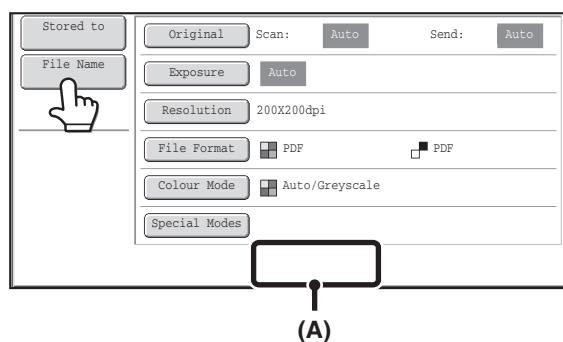 Stored to
File Name
Original Scan: Auto Send: Auto
Exposure Auto
Resolution 200X200dpi
File Format PDF PDF
Colour Mode Auto/Greyscale
Special Modes
(A)